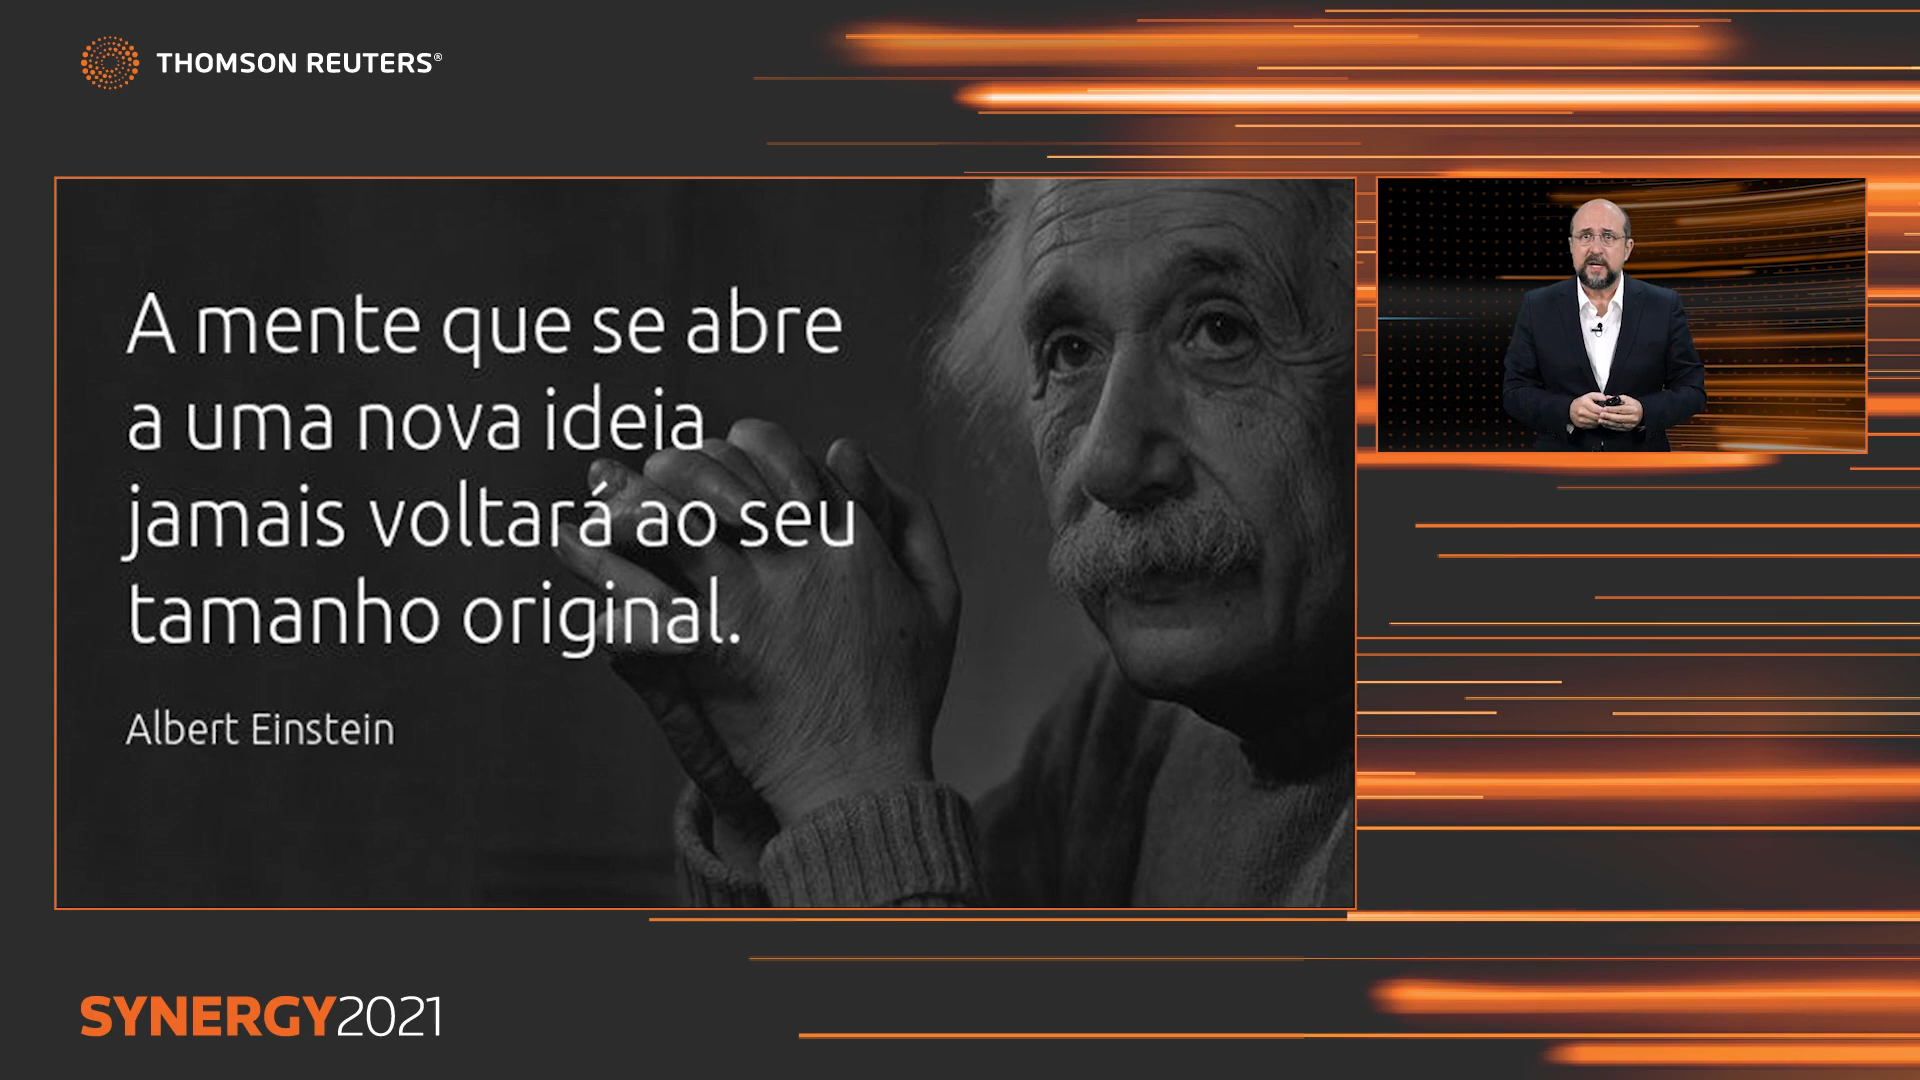 THOMSON REUTERS®
A mente que se abre
a uma nova ideia
jamais voltará ao seu
tamanho original.
Albert Einstein
SYNERGY2021